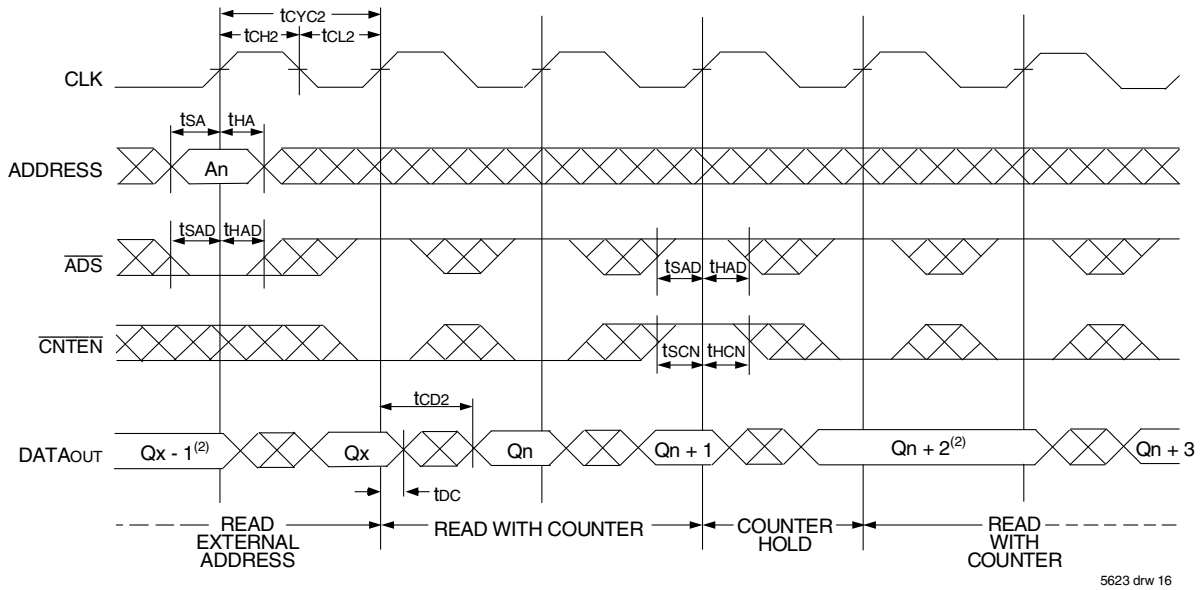 tCYC2
tCH2 tCL2
CLK
tSA tHA
ADDRESS An
tSAD tHAD
ADS
tSAD tHAD
CNTEN
tSCN tHCN
tCD2
DATAOUT Qx - 1(2) Qx Qn Qn + 1 Qn + 2(2) Qn + 3
tDC
READ EXTERNAL ADDRESS
READ WITH COUNTER
COUNTER HOLD
READ WITH COUNTER
5623 drw 16